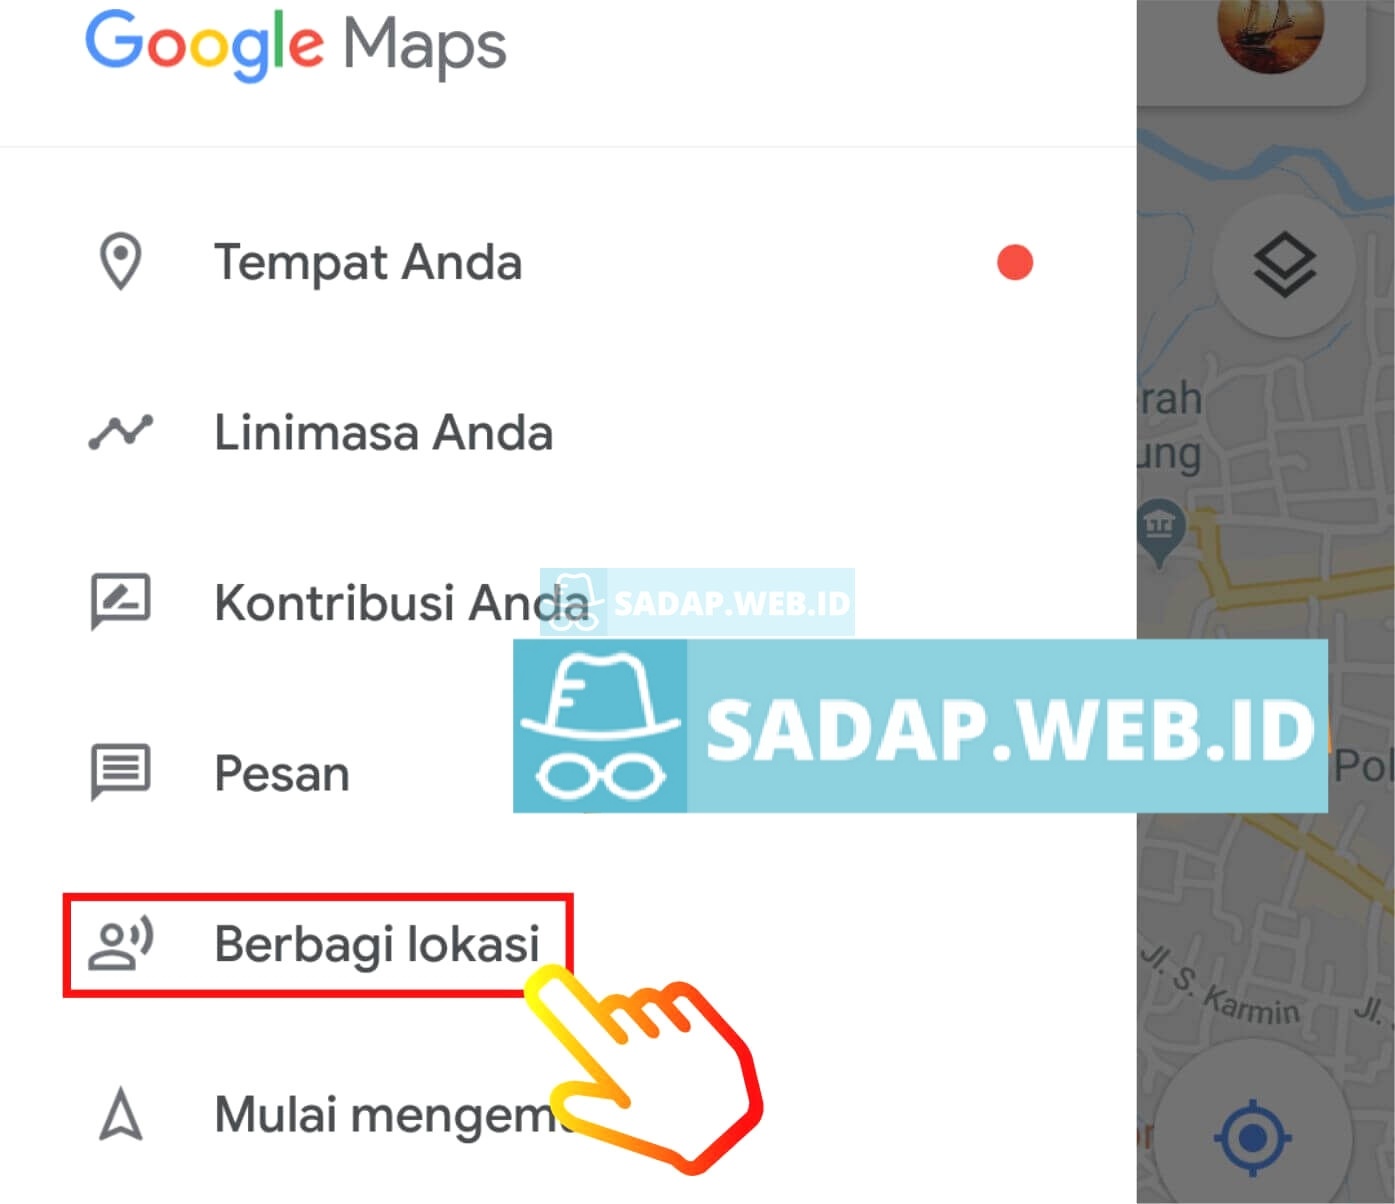 Google Maps
Tempat Anda
Linimasa Anda
rah
ung
Kontribusi Anda
SADAP.WEB.ID
SADAP.WEB.ID
Pesan
Pol
Berbagi lokasi
Jl. S. Karmin
Jl.
Mulai mengem